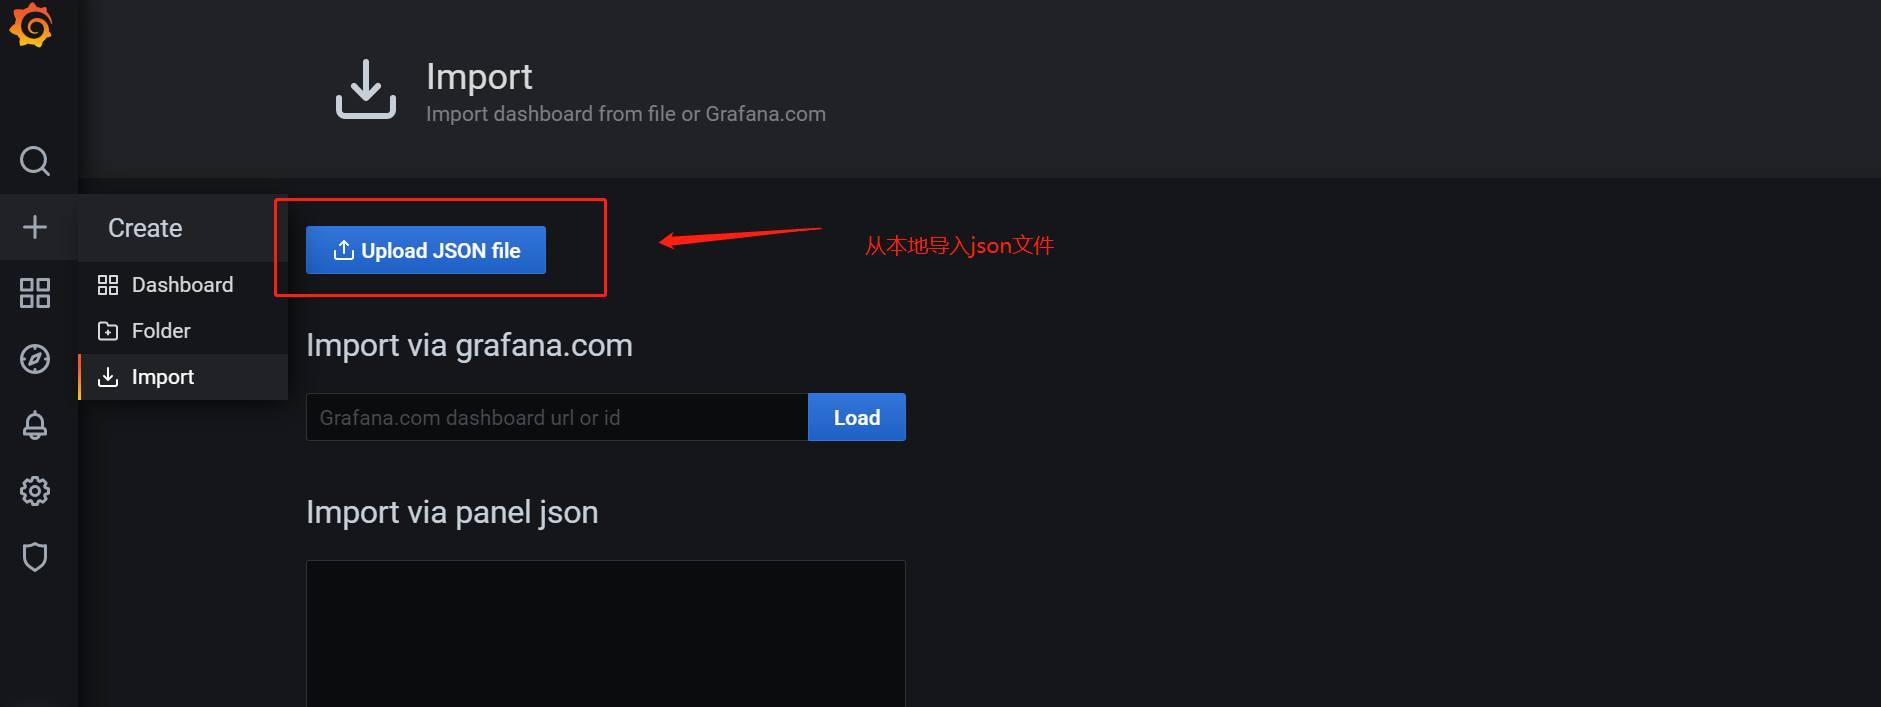 Import
Import dashboard from file or Grafana.com
Create
Dashboard
Folder
Import
Upload JSON file
从本地导入json文件
Import via grafana.com
Grafana.com dashboard url or id
Load
Import via panel json